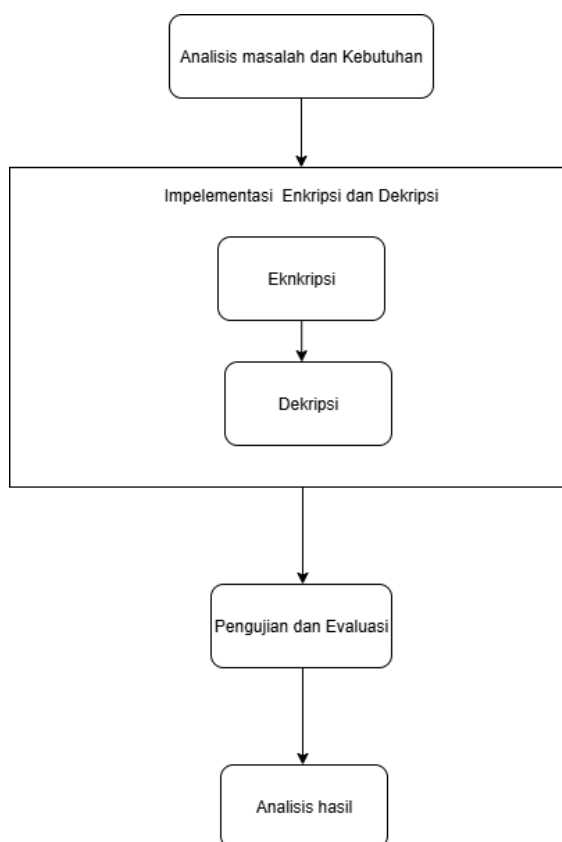 Analisis masalah dan Kebutuhan
Impelementasi Enkripsi dan Dekripsi
Eknkripsi
Dekripsi
Pengujian dan Evaluasi
Analisis hasil